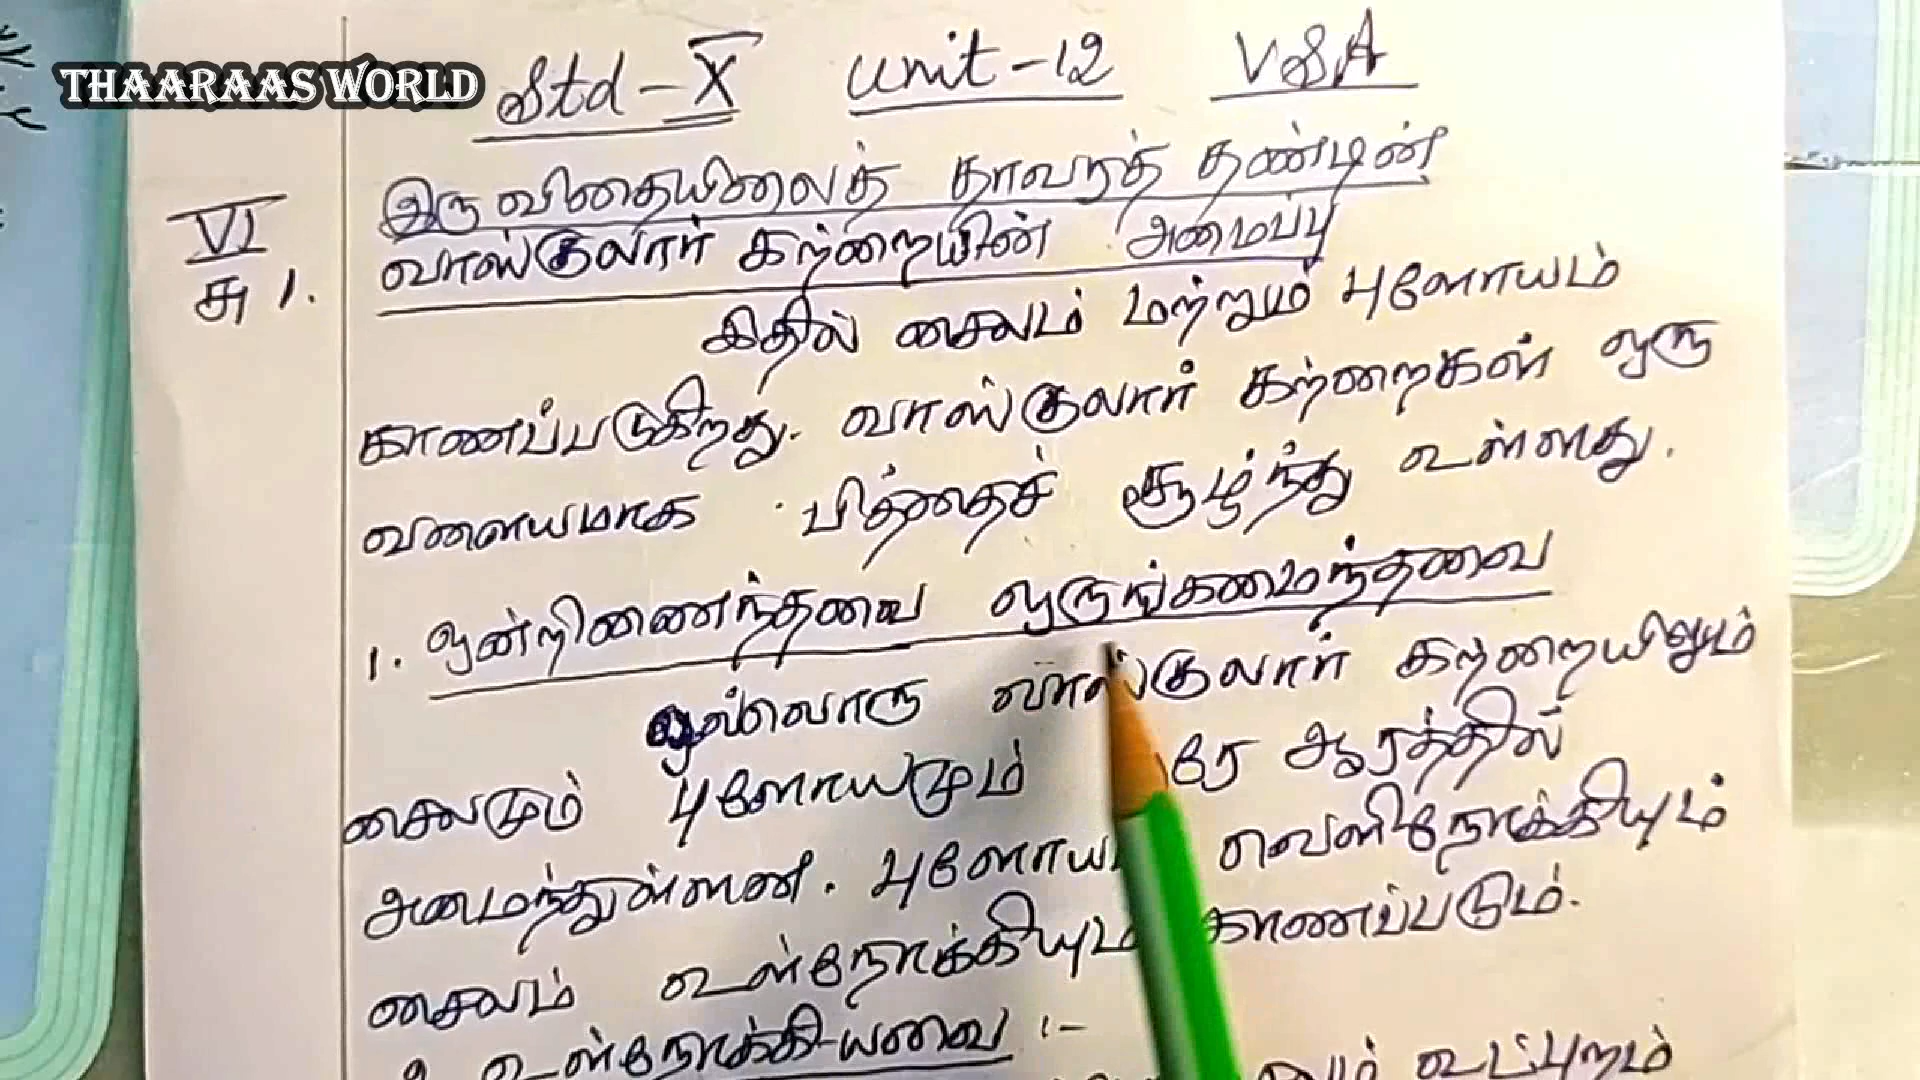 THAARAAS WORLD
Std - X Unit - 12 VSA
இருவிதையிலைத் தாவரத் தண்டின்
VI வாஸ்குலார் கற்றையின் அமைப்பு
சு 1. இதில் சைலம் மற்றும் புளோயம்
காணப்படுகிறது. வாஸ்குலார் கற்றைகள் ஒரு
வளையமாக பித்தைச் சூழ்ந்து உள்ளது.
1. ஒன்றிணைந்தவை ஒருங்கமைந்தவை
ஒவ்வொரு வாஸ்குலார் கற்றையிலும்
சைலமும் புளோயமும் ரே ஆரத்தில்
அமைந்துள்ளன. புளோய வெளிநோக்கியும்
சைலம் உள்நோக்கியும் காணப்படும்.
உள்நோக்கியவை :-
உட்புறம்